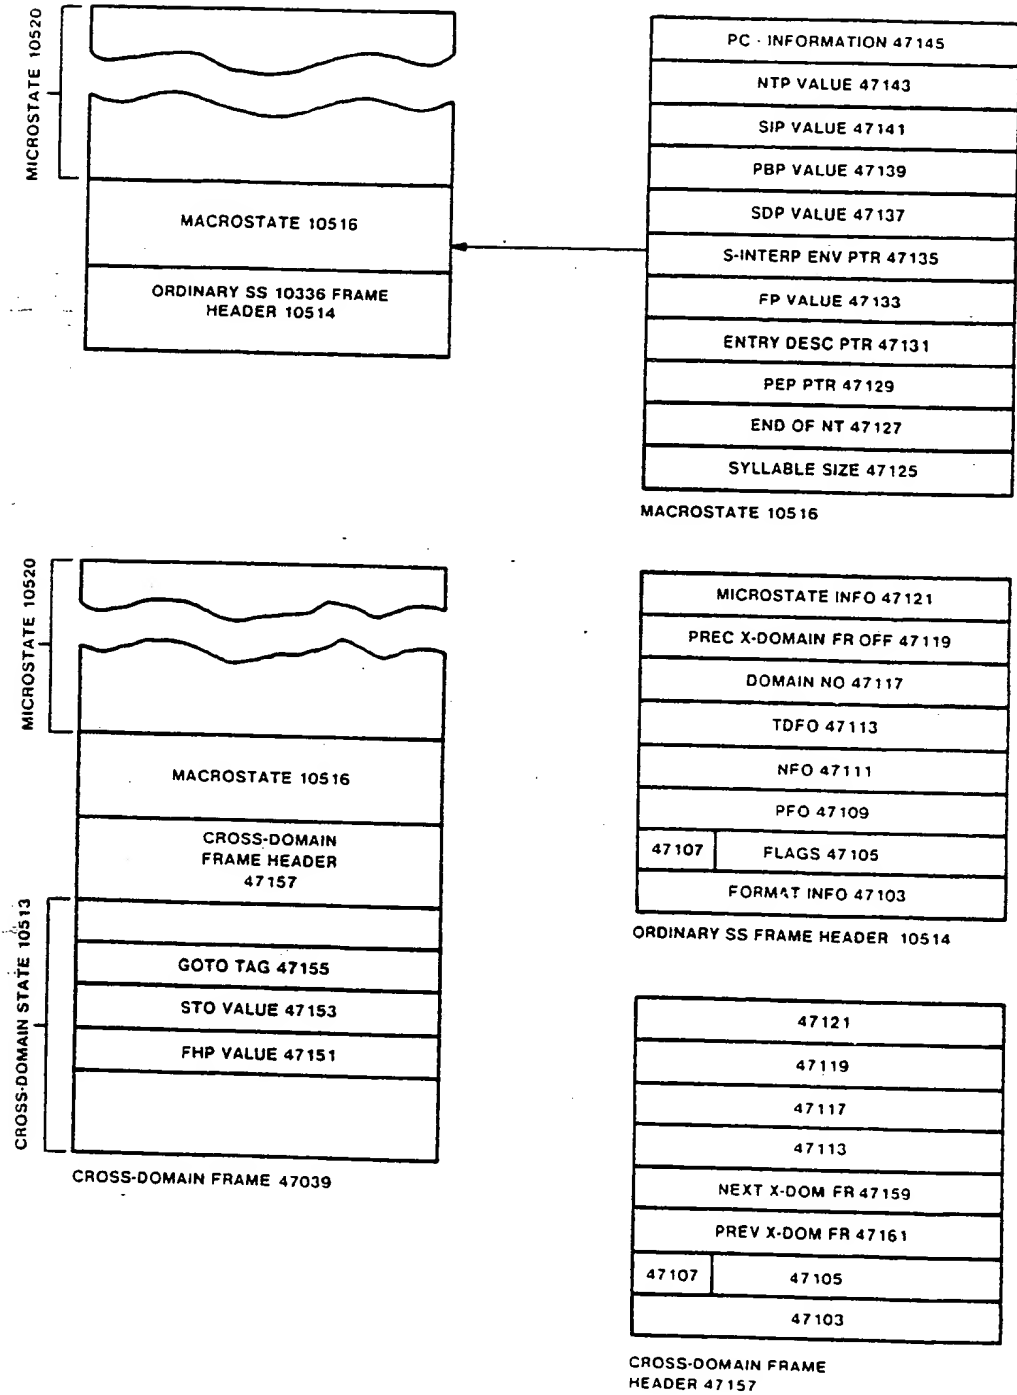 MICROSTATE 10520
MACROSTATE 10516
ORDINARY SS 10336 FRAME
HEADER 10514
PC - INFORMATION 47145
NTP VALUE 47143
SIP VALUE 47141
PBP VALUE 47139
SDP VALUE 47137
S-INTERP ENV PTR 47135
FP VALUE 47133
ENTRY DESC PTR 47131
PEP PTR 47129
END OF NT 47127
SYLLABLE SIZE 47125
MACROSTATE 10516
MICROSTATE 10520
MACROSTATE 10516
CROSS-DOMAIN
FRAME HEADER
47157
CROSS-DOMAIN STATE 10513
GOTO TAG 47155
STO VALUE 47153
FHP VALUE 47151
CROSS-DOMAIN FRAME 47039
MICROSTATE INFO 47121
PREC X-DOMAIN FR OFF 47119
DOMAIN NO 47117
TDFO 47113
NFO 47111
PFO 47109
47107 FLAGS 47105
FORMAT INFO 47103
ORDINARY SS FRAME HEADER 10514
47121
47119
47117
47113
NEXT X-DOM FR 47159
PREV X-DOM FR 47161
47107 47105
47103
CROSS-DOMAIN FRAME
HEADER 47157